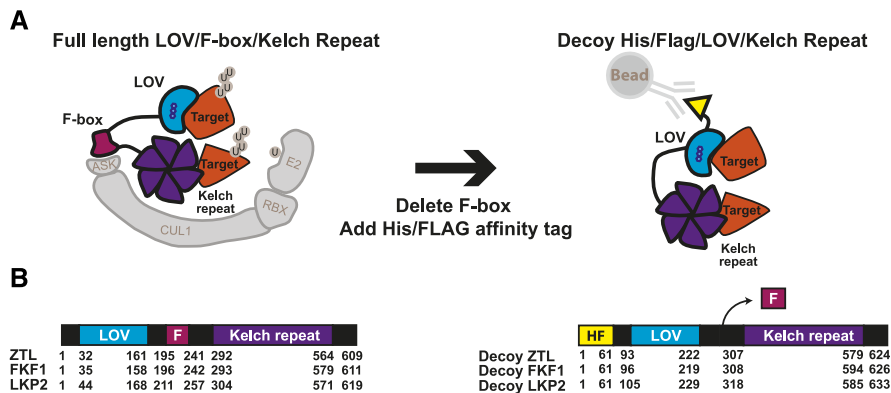 A
Full length LOV/F-box/Kelch Repeat
LOV
U U U U
Target
F-box
U U U U
Target
ASK
Kelch
repeat
U
E2
RBX
CUL1
Delete F-box
Add His/FLAG affinity tag
Decoy His/Flag/LOV/Kelch Repeat
Bead
LOV
Target
Target
Kelch
repeat
B
LOV F Kelch repeat
ZTL 1 32 161 195 241 292 564 609
FKF1 1 35 158 196 242 293 579 611
LKP2 1 44 168 211 257 304 571 619
F
HF LOV Kelch repeat
Decoy ZTL 1 61 93 222 307 579 624
Decoy FKF1 1 61 96 219 308 594 626
Decoy LKP2 1 61 105 229 318 585 633